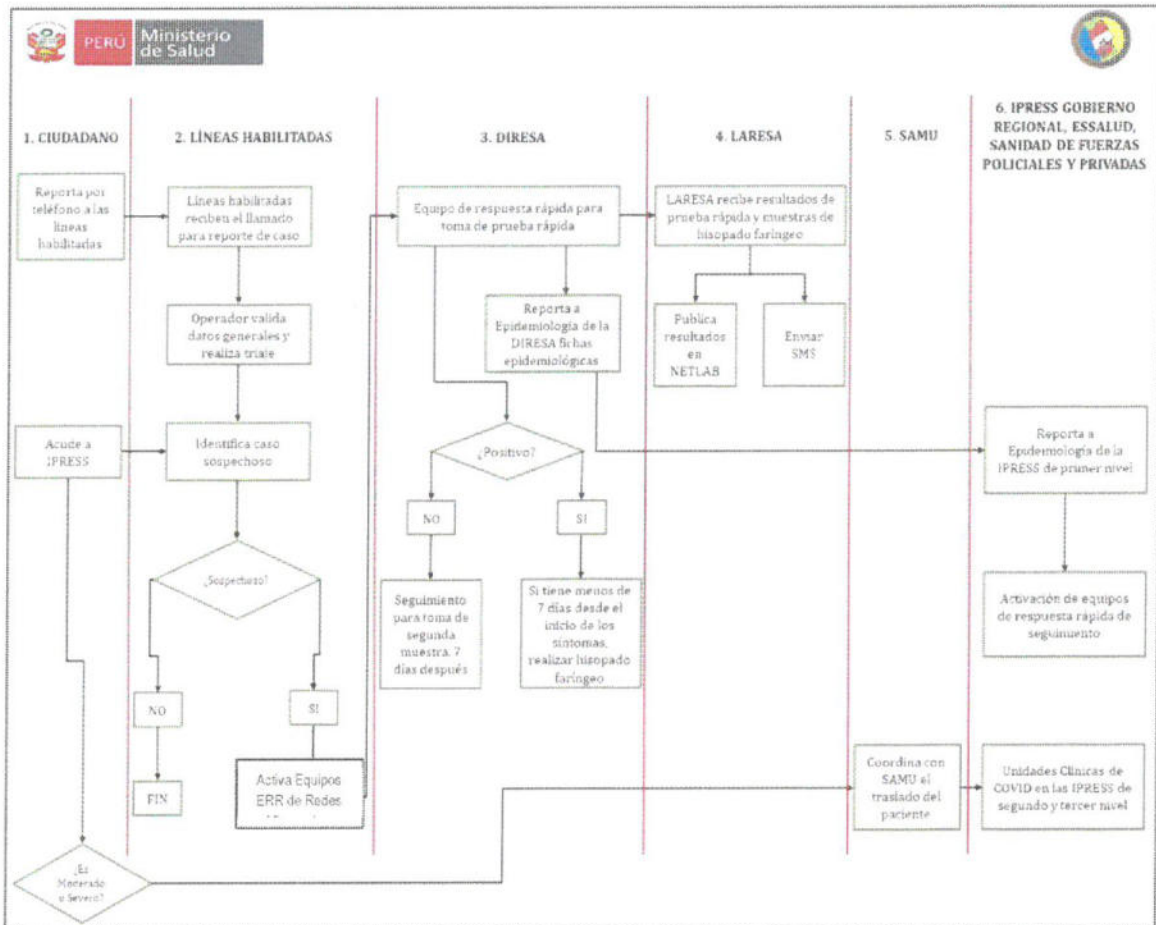 PERÚ
Ministerio
de Salud
1. CIUDADANO
2. LÍNEAS HABILITADAS
3. DIRESA
4. LARESA
5. SAMU
6. IPRESS GOBIERNO
REGIONAL, ESSALUD,
SANIDAD DE FUERZAS
POLICIALES Y PRIVADAS
Reporta por
teléfono a las
líneas
habilitadas
Líneas habilitadas
reciben el llamado
para reporte de caso
Equipo de respuesta rápida para
toma de prueba rápida
LARESA recibe resultados de
prueba rápida y muestras de
hisopado faríngeo
Operador valida
datos generales y
realiza triaje
Reporta a
Epidemiología de la
DIRESA fichas
epidemiológicas
Publica
resultados
en
NETLAB
Enviar
SMS
Acude a
IPRESS
Identifica caso
sospechoso
¿Positivo?
Reporta a
Epidemiología de la
IPRESS de primer nivel
NO
SI
¿Sospechoso?
Seguimiento
para toma de
segunda
muestra, 7
días después
Si tiene menos de
7 días desde el
inicio de los
síntomas,
realizar hisopado
faríngeo
Activación de equipos
de respuesta rápida de
seguimiento
NO
SI
FIN
Activa Equipos
ERR de Redes
Coordina con
SAMU el
traslado del
paciente
Unidades Clínicas de
COVID en las IPRESS de
segundo y tercer nivel
¿Es
Moderado
o Severo?